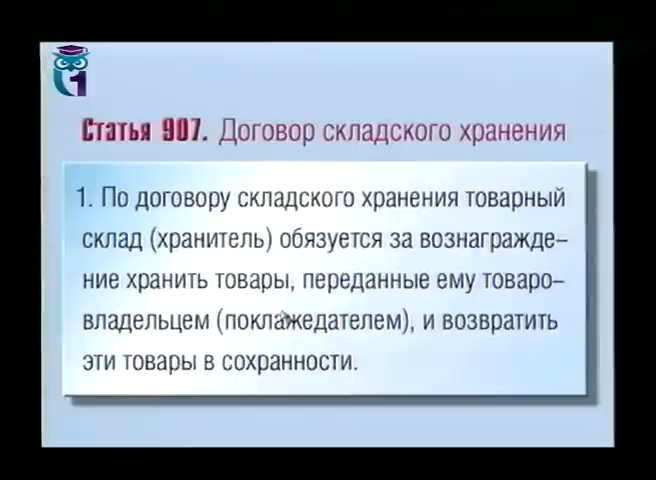 1
Статья 907. Договор складского хранения
1. По договору складского хранения товарный
склад (хранитель) обязуется за вознагражде–
ние хранить товары, переданные ему товаро–
владельцем (поклажедателем), и возвратить
эти товары в сохранности.